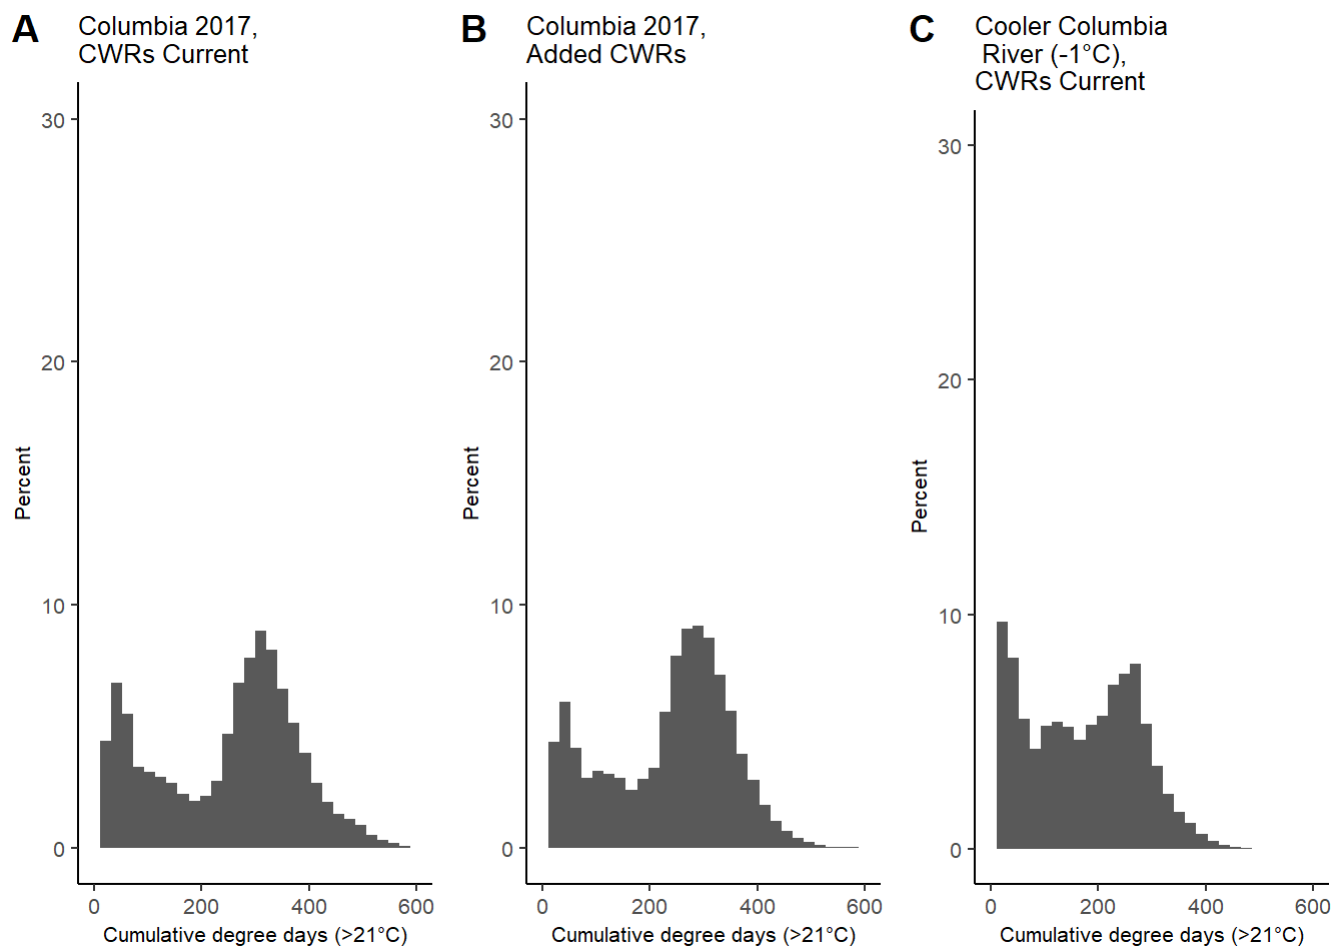 A
Columbia 2017,
CWRs Current
30
20
10
0
Percent
0 200 400 600
Cumulative degree days (>21°C)
B
Columbia 2017,
Added CWRs
30
20
10
0
Percent
0 200 400 600
Cumulative degree days (>21°C)
C
Cooler Columbia
River (-1°C),
CWRs Current
30
20
10
0
Percent
0 200 400 600
Cumulative degree days (>21°C)